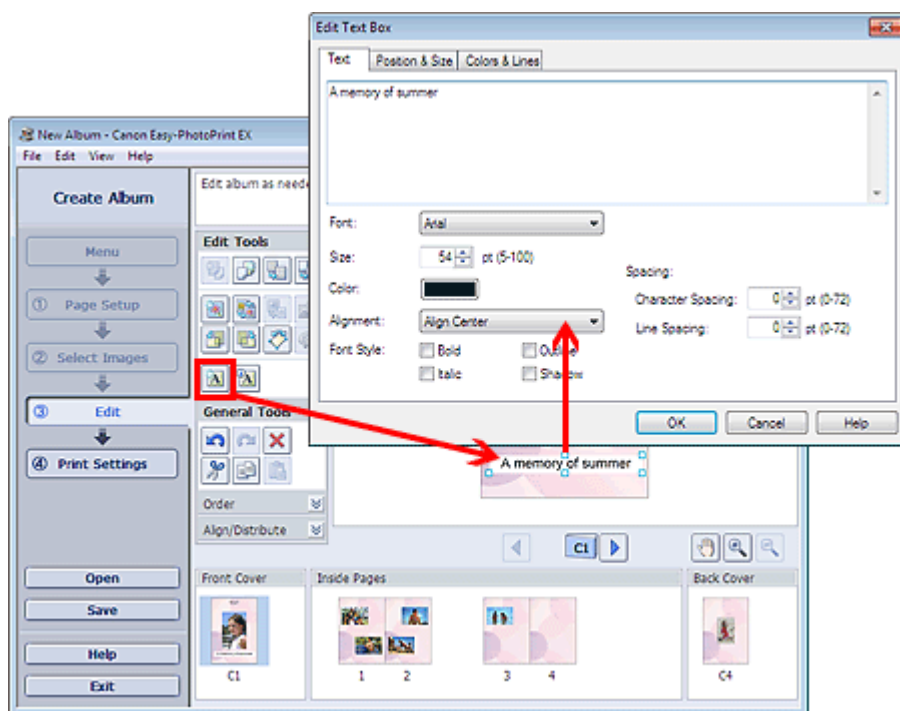 Edit Text Box
Text Position & Size Colors & Lines
A memory of summer
Font: Arial
Size: 54 pt (5-100)
Color:
Alignment: Align Center
Font Style: Bold Outline
Italic Shadow
Spacing:
Character Spacing: 0 pt (0-72)
Line Spacing: 0 pt (0-72)
OK Cancel Help
New Album - Canon Easy-PhotoPrint EX
File Edit View Help
Create Album
Menu
① Page Setup
② Select Images
③ Edit
④ Print Settings
Open
Save
Help
Exit
Edit album as
Edit Tools
A A
General Tools
Order
Align/Distribute
A memory of summer
C1
Front Cover Inside Pages Back Cover
C1 1 2 3 4 C4